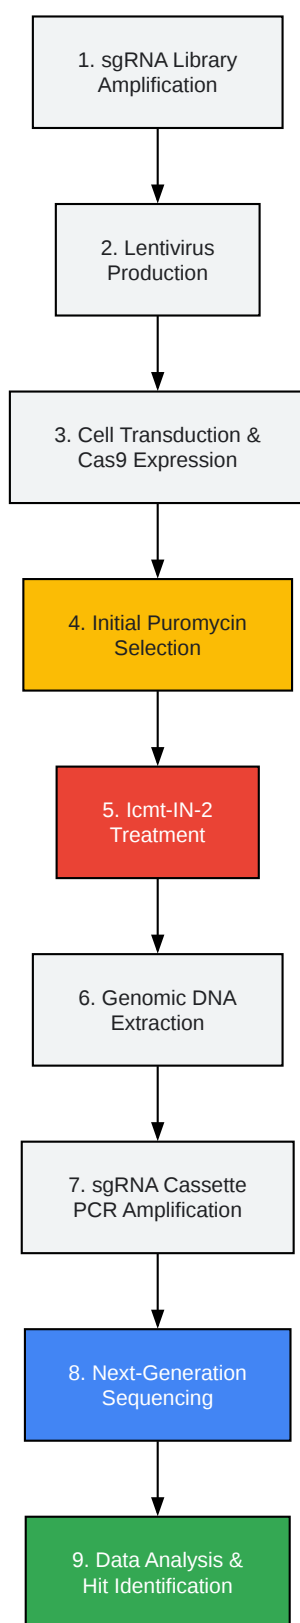 1. sgRNA Library
Amplification
2. Lentivirus
Production
3. Cell Transduction &
Cas9 Expression
4. Initial Puromycin
Selection
5. Icmt-IN-2
Treatment
6. Genomic DNA
Extraction
7. sgRNA Cassette
PCR Amplification
8. Next-Generation
Sequencing
9. Data Analysis &
Hit Identification